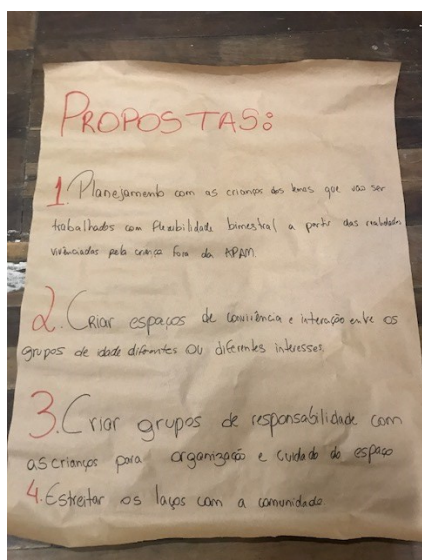 PROPOSTAS:
1. Planejamento com as crianças dos temas que vão ser
trabalhados com flexibilidade bimestral a partir das realidades
vivenciadas pela criança fora da APAM.
2. Criar espaços de convivência e interação entre os
grupos de idade diferentes OU diferentes interesses.
3. Criar grupos de responsabilidade com
as crianças para organização e cuidado do espaço
4. Estreitar os laços com a comunidade.